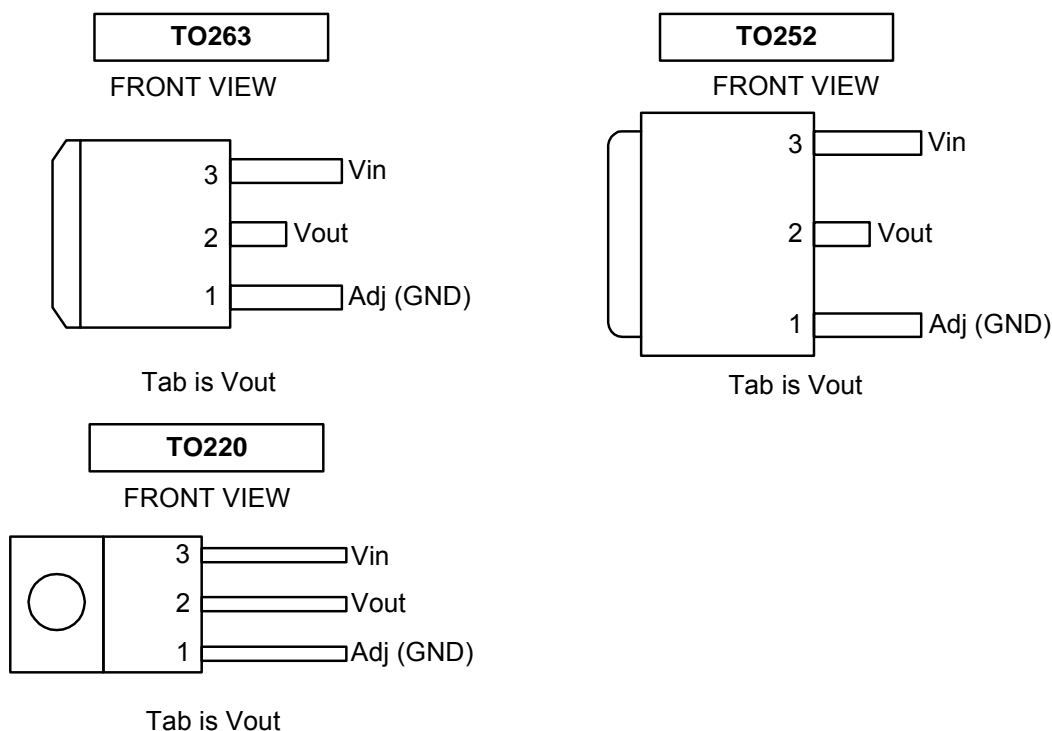 TO263
FRONT VIEW
3
Vin
2
Vout
1
Adj (GND)
Tab is Vout
TO252
FRONT VIEW
3
Vin
2
Vout
1
Adj (GND)
Tab is Vout
TO220
FRONT VIEW
3
Vin
2
Vout
1
Adj (GND)
Tab is Vout